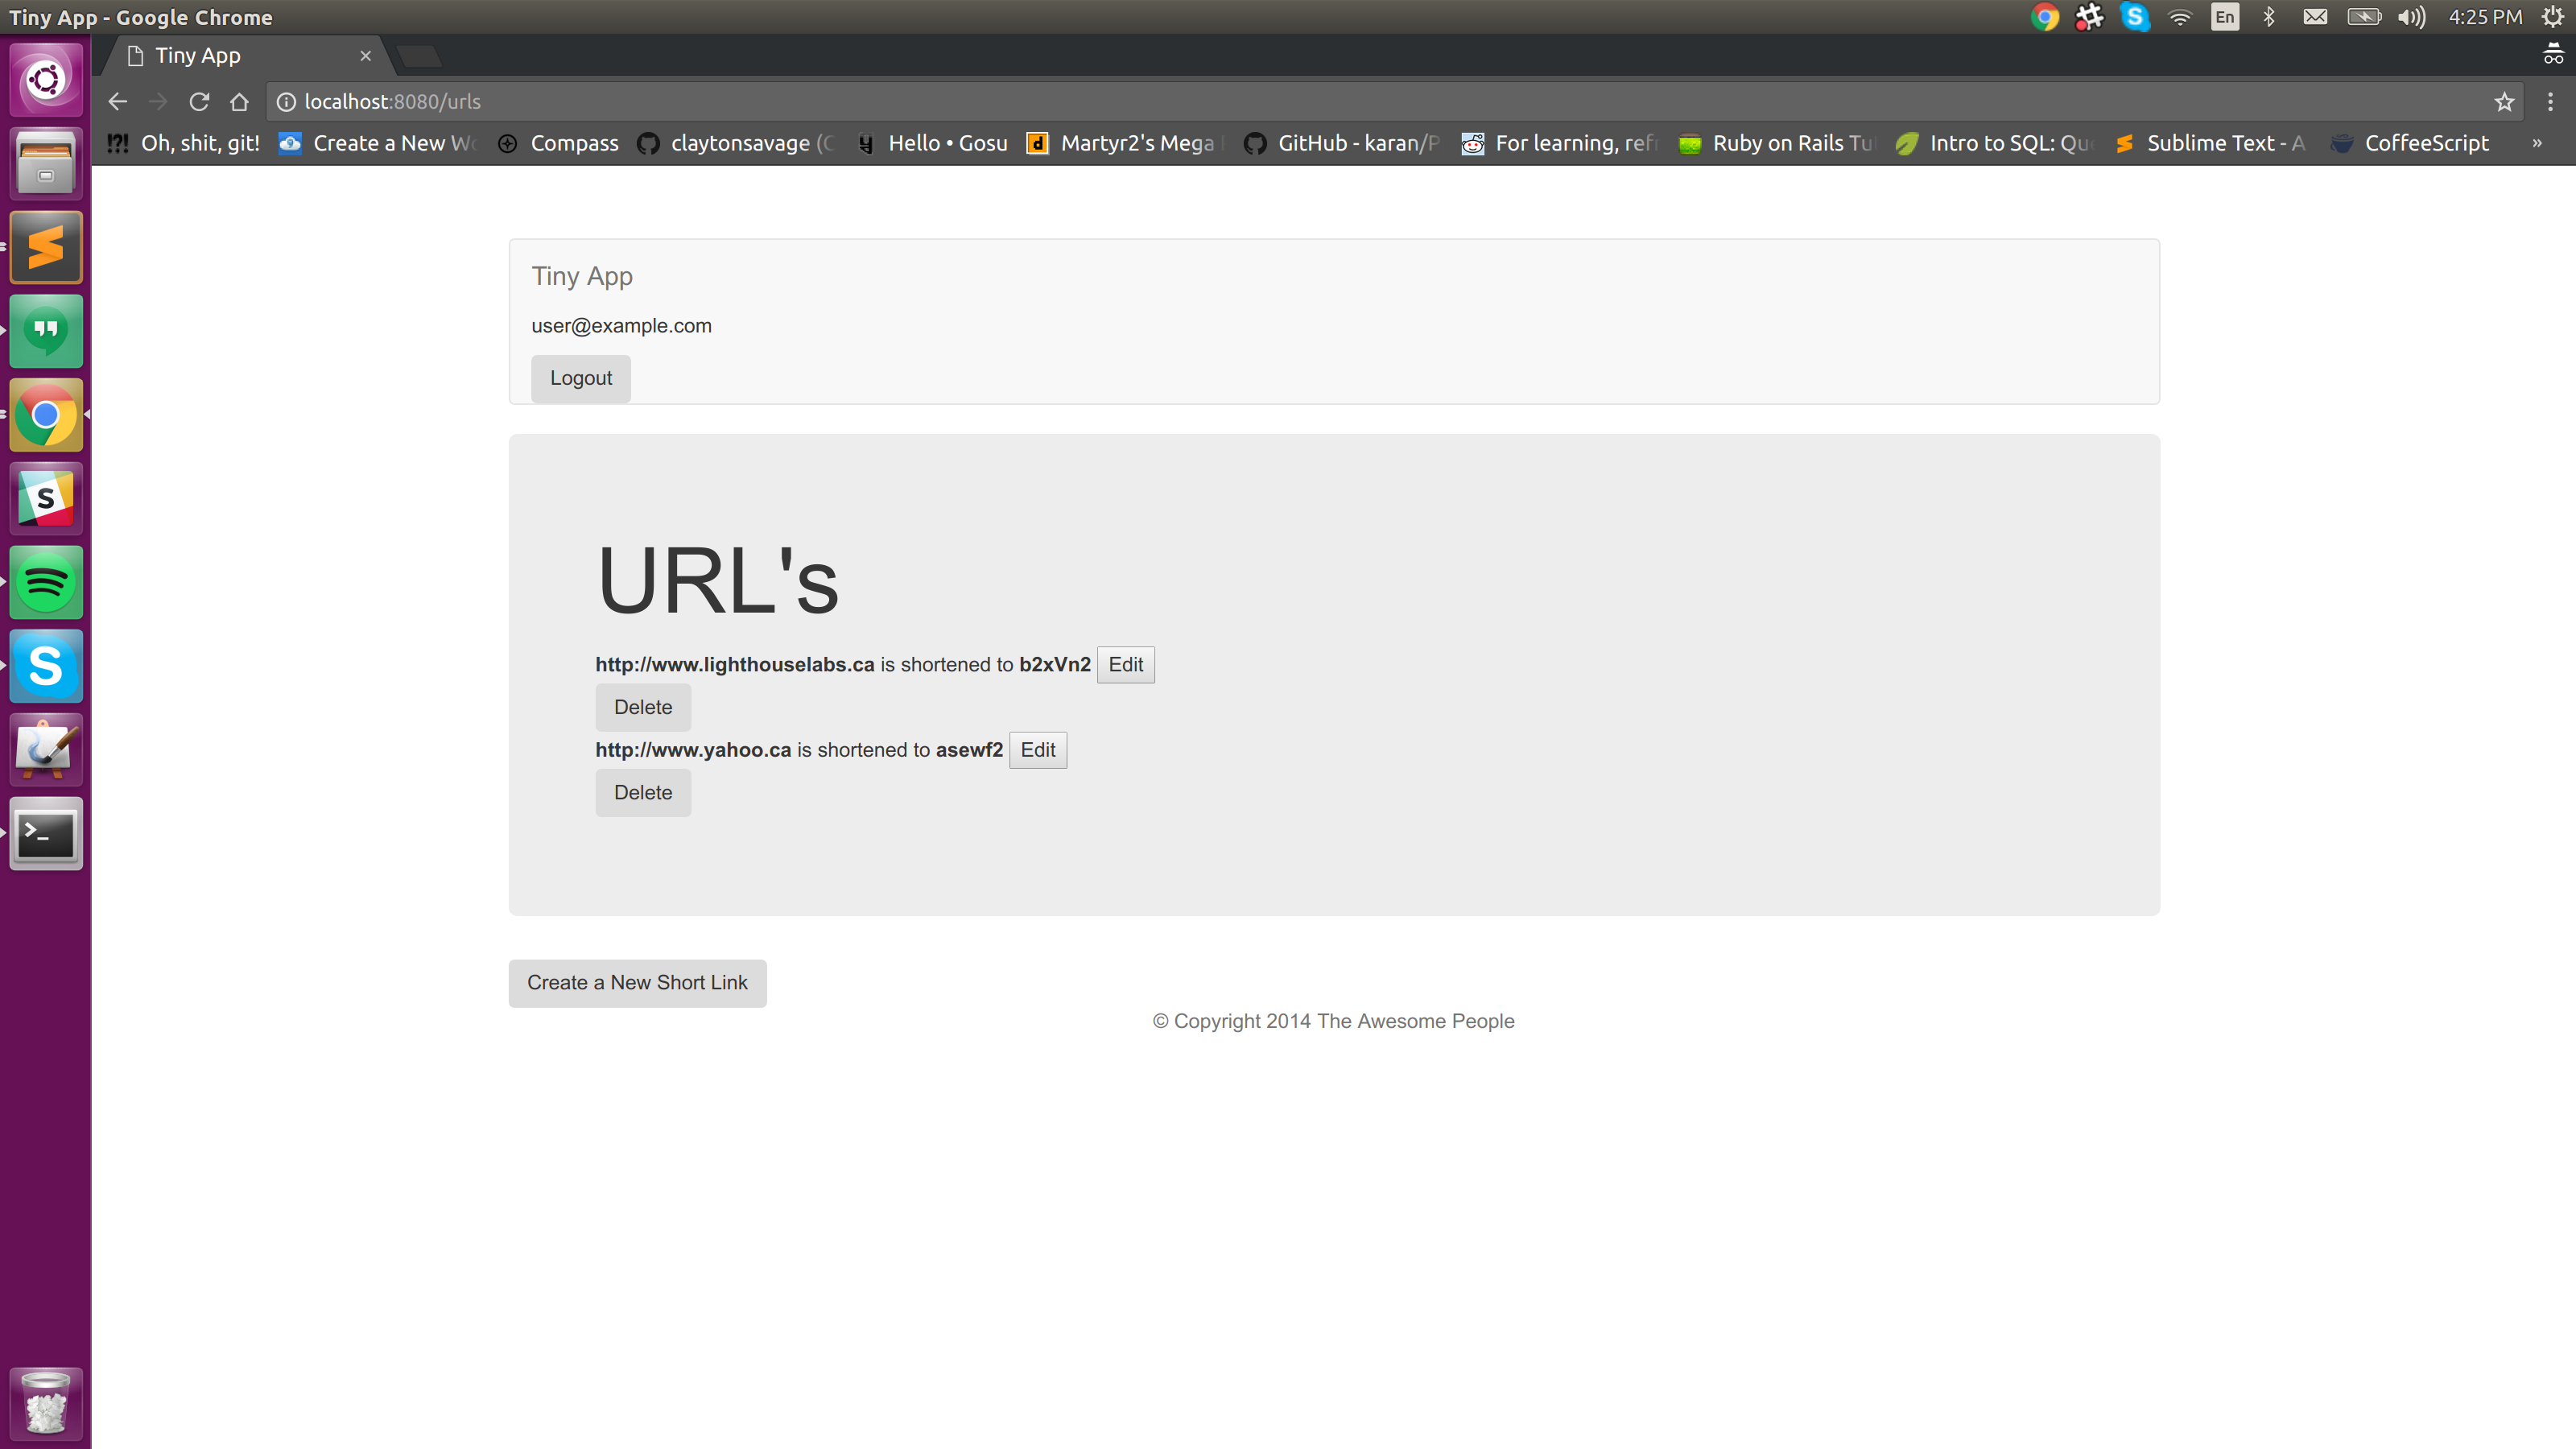 Tiny App - Google Chrome
En
4:25 PM
Tiny App
localhost:8080/urls
Oh, shit, git!
Create a New Wo
Compass
claytonsavage (C
Hello • Gosu
Martyr2's Mega
GitHub - karan/P
For learning, refr
Ruby on Rails Tu
Intro to SQL: Que
Sublime Text - A
CoffeeScript
»
Tiny App
user@example.com
Logout
URL's
http://www.lighthouselabs.ca is shortened to b2xVn2 Edit
Delete
http://www.yahoo.ca is shortened to asewf2 Edit
Delete
Create a New Short Link
© Copyright 2014 The Awesome People